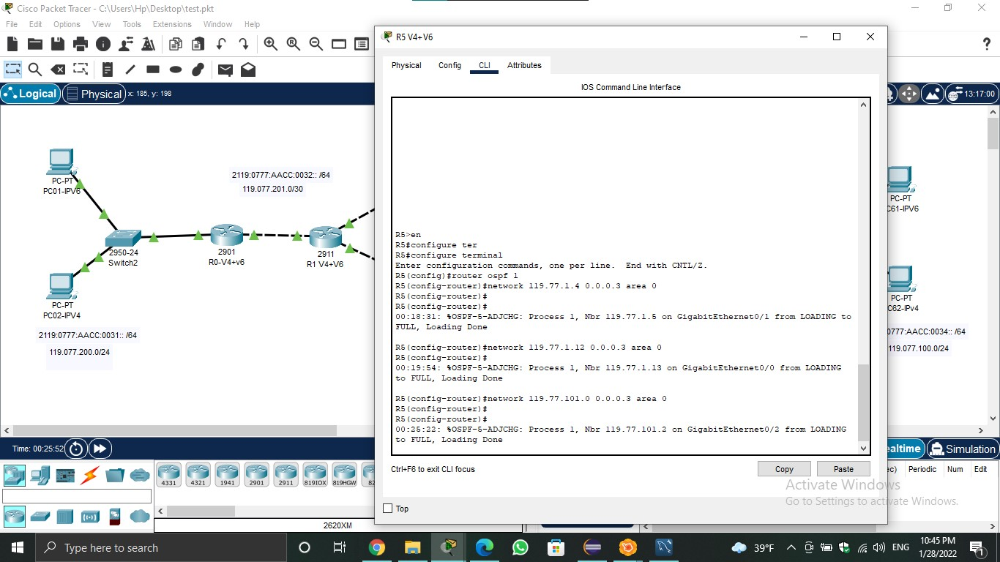 Cisco Packet Tracer - C:\Users\Hp\Desktop\test.pkt
File Edit Options View Tools Extensions Window Help
Logical
Physical
x: 185, y: 198
13:17:00
PC-PT
PC01-IPV6
2119:0777:AACC:0032:: /64
119.077.201.0/30
2950-24
Switch2
2901
R0-V4+v6
2911
R1 V4+V6
PC-PT
PC02-IPV4
2119:0777:AACC:0031:: /64
119.077.200.0/24
PC-PT
C61-IPV6
PC-PT
C62-IPv4
0777:AACC:0034:: /64
119.077.100.0/24
R5 V4+V6
Physical Config CLI Attributes
IOS Command Line Interface
R5>en
R5#configure ter
R5#configure terminal
Enter configuration commands, one per line.  End with CNTL/Z.
R5(config)#router ospf 1
R5(config-router)#network 119.77.1.4 0.0.0.3 area 0
R5(config-router)#
R5(config-router)#
00:18:31: %OSPF-5-ADJCHG: Process 1, Nbr 119.77.1.5 on GigabitEthernet0/1 from LOADING to
FULL, Loading Done
R5(config-router)#network 119.77.1.12 0.0.0.3 area 0
R5(config-router)#
00:19:54: %OSPF-5-ADJCHG: Process 1, Nbr 119.77.1.13 on GigabitEthernet0/0 from LOADING
to FULL, Loading Done
R5(config-router)#network 119.77.101.0 0.0.0.3 area 0
R5(config-router)#
R5(config-router)#
00:25:22: %OSPF-5-ADJCHG: Process 1, Nbr 119.77.101.2 on GigabitEthernet0/2 from LOADING
to FULL, Loading Done
Ctrl+F6 to exit CLI focus
Copy
Paste
Top
Time: 00:25:52
ealtime
Simulation
ec) Periodic Num Edit
4331 4321 1941 2901 2911 819IOX 819HGW 82
2620XM
Activate Windows
Go to Settings to activate Windows.
Type here to search
39°F
ENG
10:45 PM
1/28/2022
1